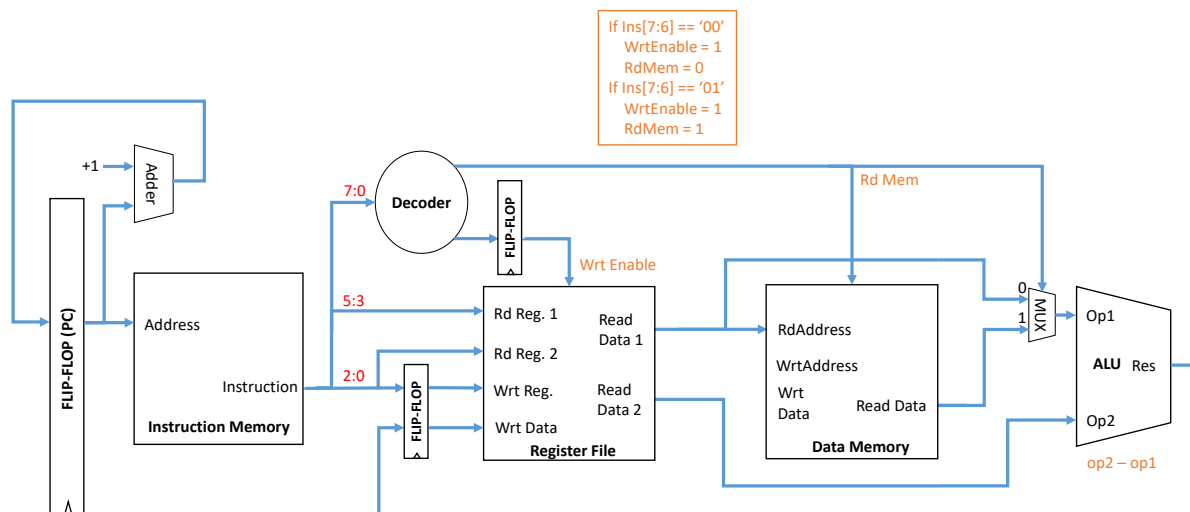 If Ins[7:6] == ‘00’
WrtEnable = 1
RdMem = 0
If Ins[7:6] == ‘01’
WrtEnable = 1
RdMem = 1
+1
Adder
7:0
Decoder
FLIP-FLOP
Rd Mem
Wrt Enable
FLIP-FLOP (PC)
Address
Instruction
Instruction Memory
5:3
2:0
FLIP-FLOP
Rd Reg. 1
Rd Reg. 2
Wrt Reg.
Wrt Data
Read
Data 1
Read
Data 2
Register File
RdAddress
WrtAddress
Wrt
Data
Read Data
Data Memory
0
1
MUX
Op1
ALU
Res
Op2
op2 – op1